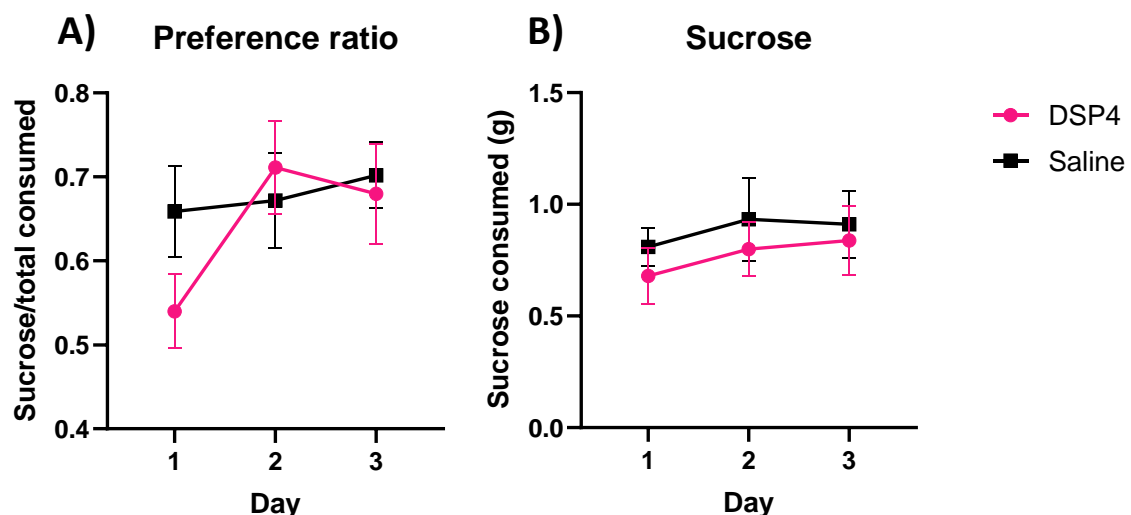 A) Preference ratio
Sucrose/total consumed
0.8
0.7
0.6
0.5
0.4
1 2 3
Day
B) Sucrose
Sucrose consumed (g)
1.5
1.0
0.5
0.0
1 2 3
Day
DSP4
Saline